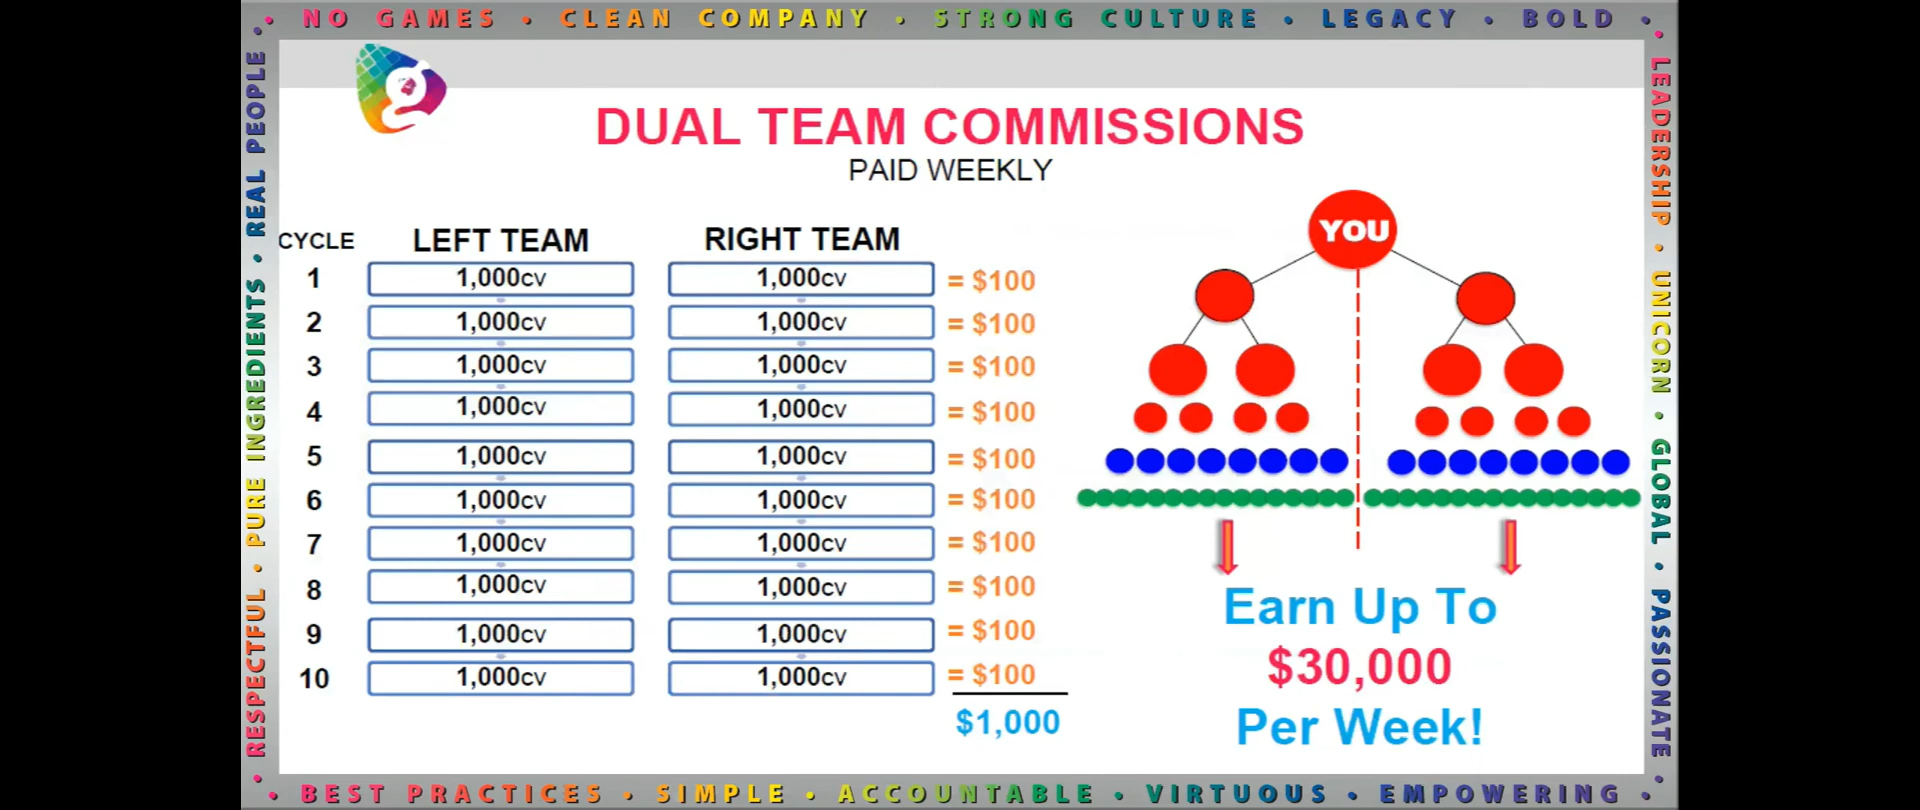 NO GAMES • CLEAN COMPANY • STRONG CULTURE • LEGACY • BOLD
LEADERSHIP • UNICORN • GLOBAL • PASSIONATE
RESPECTFUL • PURE INGREDIENTS • REAL PEOPLE
g
DUAL TEAM COMMISSIONS
PAID WEEKLY
CYCLE LEFT TEAM RIGHT TEAM
1 1,000CV 1,000CV = $100
2 1,000CV 1,000CV = $100
3 1,000CV 1,000CV = $100
4 1,000CV 1,000CV = $100
5 1,000CV 1,000CV = $100
6 1,000CV 1,000CV = $100
7 1,000CV 1,000CV = $100
8 1,000CV 1,000CV = $100
9 1,000CV 1,000CV = $100
10 1,000CV 1,000CV = $100
$1,000
YOU
Earn Up To
$30,000
Per Week!
BEST PRACTICES • SIMPLE • ACCOUNTABLE • VIRTUOUS • EMPOWERING